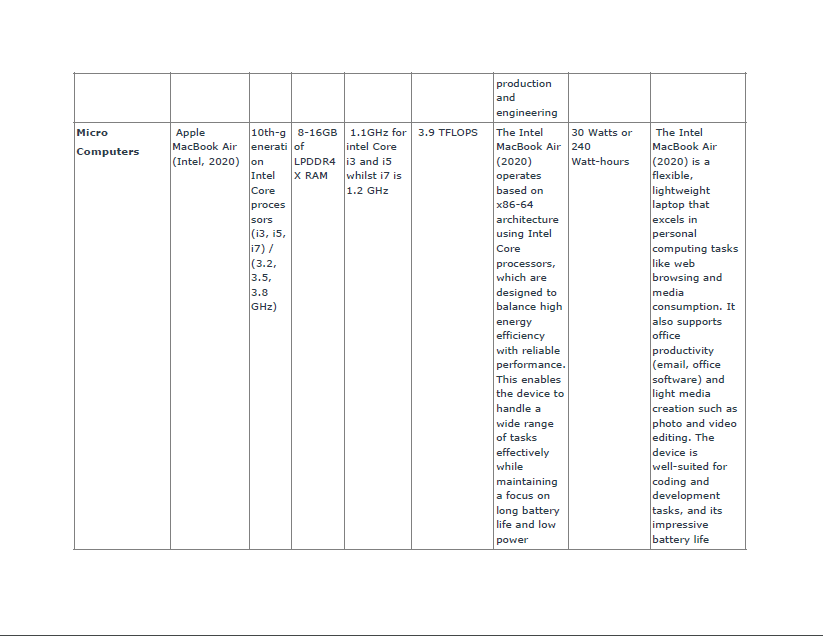 production
and
engineering
Micro
Computers
Apple
MacBook Air
(Intel, 2020)
10th-g
enerati
on
Intel
Core
proces
sors
(i3, i5,
i7) /
(3.2,
3.5,
3.8
GHz)
8-16GB
of
LPDDR4
X RAM
1.1GHz for
intel Core
i3 and i5
whilst i7 is
1.2 GHz
3.9 TFLOPS
The Intel
MacBook Air
(2020)
operates
based on
x86-64
architecture
using Intel
Core
processors,
which are
designed to
balance high
energy
efficiency
with reliable
performance.
This enables
the device to
handle a
wide range
of tasks
effectively
while
maintaining
a focus on
long battery
life and low
power
30 Watts or
240
Watt-hours
The Intel
MacBook Air
(2020) is a
flexible,
lightweight
laptop that
excels in
personal
computing tasks
like web
browsing and
media
consumption. It
also supports
office
productivity
(email, office
software) and
light media
creation such as
photo and video
editing. The
device is
well-suited for
coding and
development
tasks, and its
impressive
battery life